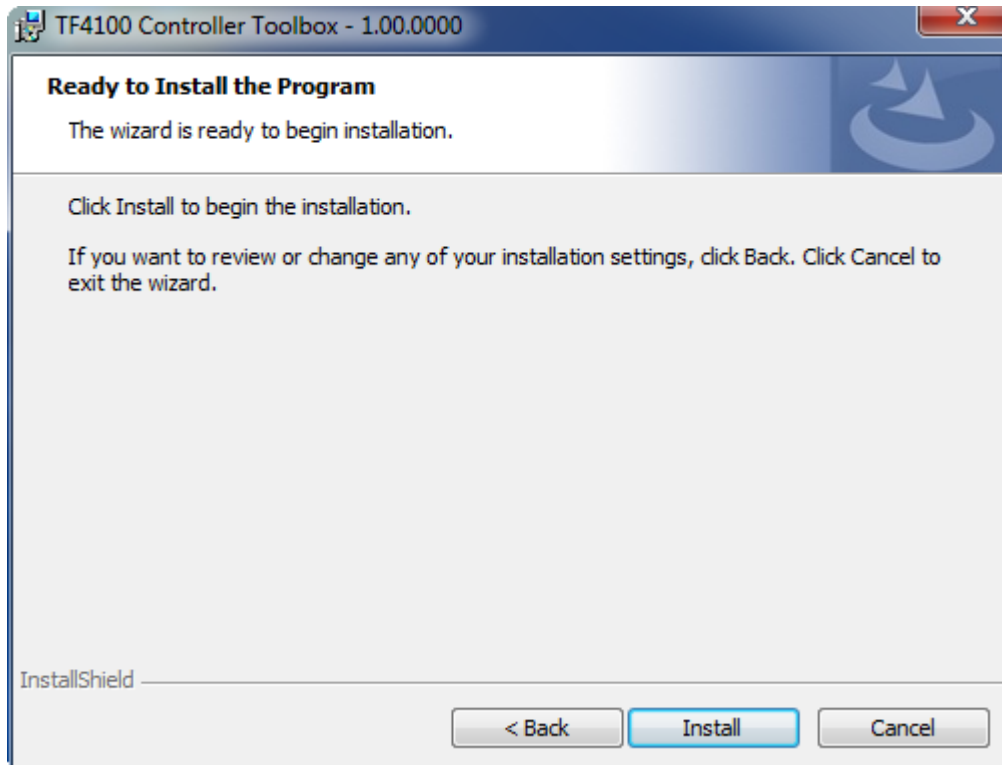 TF4100 Controller Toolbox - 1.00.0000
Ready to Install the Program
The wizard is ready to begin installation.
Click Install to begin the installation.
If you want to review or change any of your installation settings, click Back. Click Cancel to
exit the wizard.
InstallShield
< Back
Install
Cancel